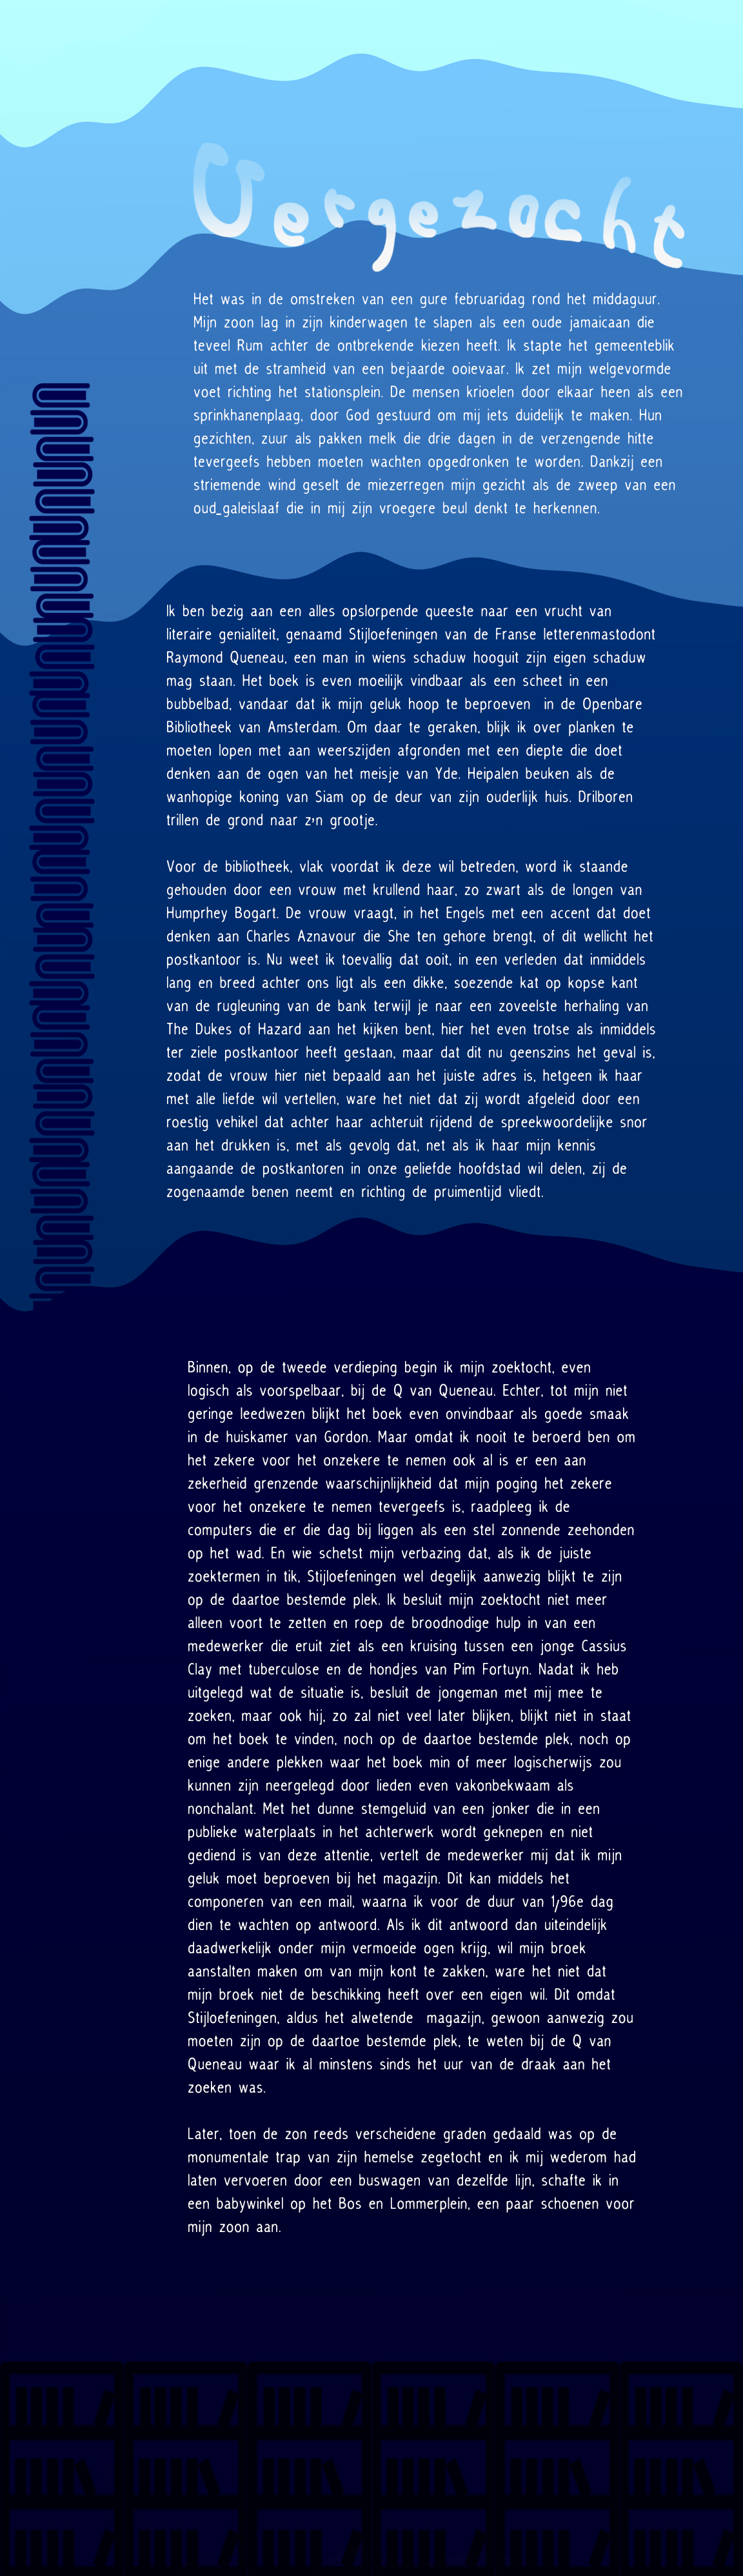 Vergezocht
Het was in de omstreken van een gure februaridag rond het middaguur.
Mijn zoon lag in zijn kinderwagen te slapen als een oude jamaicaan die
teveel Rum achter de ontbrekende kiezen heeft. Ik stapte het gemeenteblik
uit met de stramheid van een bejaarde ooievaar. Ik zet mijn welgevormde
voet richting het stationsplein. De mensen krioelen door elkaar heen als een
sprinkhanenplaag, door God gestuurd om mij iets duidelijk te maken. Hun
gezichten, zuur als pakken melk die drie dagen in de verzengende hitte
tevergeefs hebben moeten wachten opgedronken te worden. Dankzij een
striemende wind geselt de miezerregen mijn gezicht als de zweep van een
oud_galeislaaf die in mij zijn vroegere beul denkt te herkennen.
Ik ben bezig aan een alles opslorpende queeste naar een vrucht van
literaire genialiteit, genaamd Stijloefeningen van de Franse letterenmastodont
Raymond Queneau, een man in wiens schaduw hooguit zijn eigen schaduw
mag staan. Het boek is even moeilijk vindbaar als een scheet in een
bubbelbad, vandaar dat ik mijn geluk hoop te beproeven  in de Openbare
Bibliotheek van Amsterdam. Om daar te geraken, blijk ik over planken te
moeten lopen met aan weerszijden afgronden met een diepte die doet
denken aan de ogen van het meisje van Yde. Heipalen beuken als de
wanhopige koning van Siam op de deur van zijn ouderlijk huis. Drilboren
trillen de grond naar z'n grootje.
Voor de bibliotheek, vlak voordat ik deze wil betreden, word ik staande
gehouden door een vrouw met krullend haar, zo zwart als de longen van
Humprhey Bogart. De vrouw vraagt, in het Engels met een accent dat doet
denken aan Charles Aznavour die She ten gehore brengt, of dit wellicht het
postkantoor is. Nu weet ik toevallig dat ooit, in een verleden dat inmiddels
lang en breed achter ons ligt als een dikke, soezende kat op kopse kant
van de rugleuning van de bank terwijl je naar een zoveelste herhaling van
The Dukes of Hazard aan het kijken bent, hier het even trotse als inmiddels
ter ziele postkantoor heeft gestaan, maar dat dit nu geenszins het geval is,
zodat de vrouw hier niet bepaald aan het juiste adres is, hetgeen ik haar
met alle liefde wil vertellen, ware het niet dat zij wordt afgeleid door een
roestig vehikel dat achter haar achteruit rijdend de spreekwoordelijke snor
aan het drukken is, met als gevolg dat, net als ik haar mijn kennis
aangaande de postkantoren in onze geliefde hoofdstad wil delen, zij de
zogenaamde benen neemt en richting de pruimentijd vliedt.
Binnen, op de tweede verdieping begin ik mijn zoektocht, even
logisch als voorspelbaar, bij de Q van Queneau. Echter, tot mijn niet
geringe leedwezen blijkt het boek even onvindbaar als goede smaak
in de huiskamer van Gordon. Maar omdat ik nooit te beroerd ben om
het zekere voor het onzekere te nemen ook al is er een aan
zekerheid grenzende waarschijnlijkheid dat mijn poging het zekere
voor het onzekere te nemen tevergeefs is, raadpleeg ik de
computers die er die dag bij liggen als een stel zonnende zeehonden
op het wad. En wie schetst mijn verbazing dat, als ik de juiste
zoektermen in tik, Stijloefeningen wel degelijk aanwezig blijkt te zijn
op de daartoe bestemde plek. Ik besluit mijn zoektocht niet meer
alleen voort te zetten en roep de broodnodige hulp in van een
medewerker die eruit ziet als een kruising tussen een jonge Cassius
Clay met tuberculose en de hondjes van Pim Fortuyn. Nadat ik heb
uitgelegd wat de situatie is, besluit de jongeman met mij mee te
zoeken, maar ook hij, zo zal niet veel later blijken, blijkt niet in staat
om het boek te vinden, noch op de daartoe bestemde plek, noch op
enige andere plekken waar het boek min of meer logischerwijs zou
kunnen zijn neergelegd door lieden even vakonbekwaam als
nonchalant. Met het dunne stemgeluid van een jonker die in een
publieke waterplaats in het achterwerk wordt geknepen en niet
gediend is van deze attentie, vertelt de medewerker mij dat ik mijn
geluk moet beproeven bij het magazijn. Dit kan middels het
componeren van een mail, waarna ik voor de duur van 1/96e dag
dien te wachten op antwoord. Als ik dit antwoord dan uiteindelijk
daadwerkelijk onder mijn vermoeide ogen krijg, wil mijn broek
aanstalten maken om van mijn kont te zakken, ware het niet dat
mijn broek niet de beschikking heeft over een eigen wil. Dit omdat
Stijloefeningen, aldus het alwetende  magazijn, gewoon aanwezig zou
moeten zijn op de daartoe bestemde plek, te weten bij de Q van
Queneau waar ik al minstens sinds het uur van de draak aan het
zoeken was.
Later, toen de zon reeds verscheidene graden gedaald was op de
monumentale trap van zijn hemelse zegetocht en ik mij wederom had
laten vervoeren door een buswagen van dezelfde lijn, schafte ik in
een babywinkel op het Bos en Lommerplein, een paar schoenen voor
mijn zoon aan.